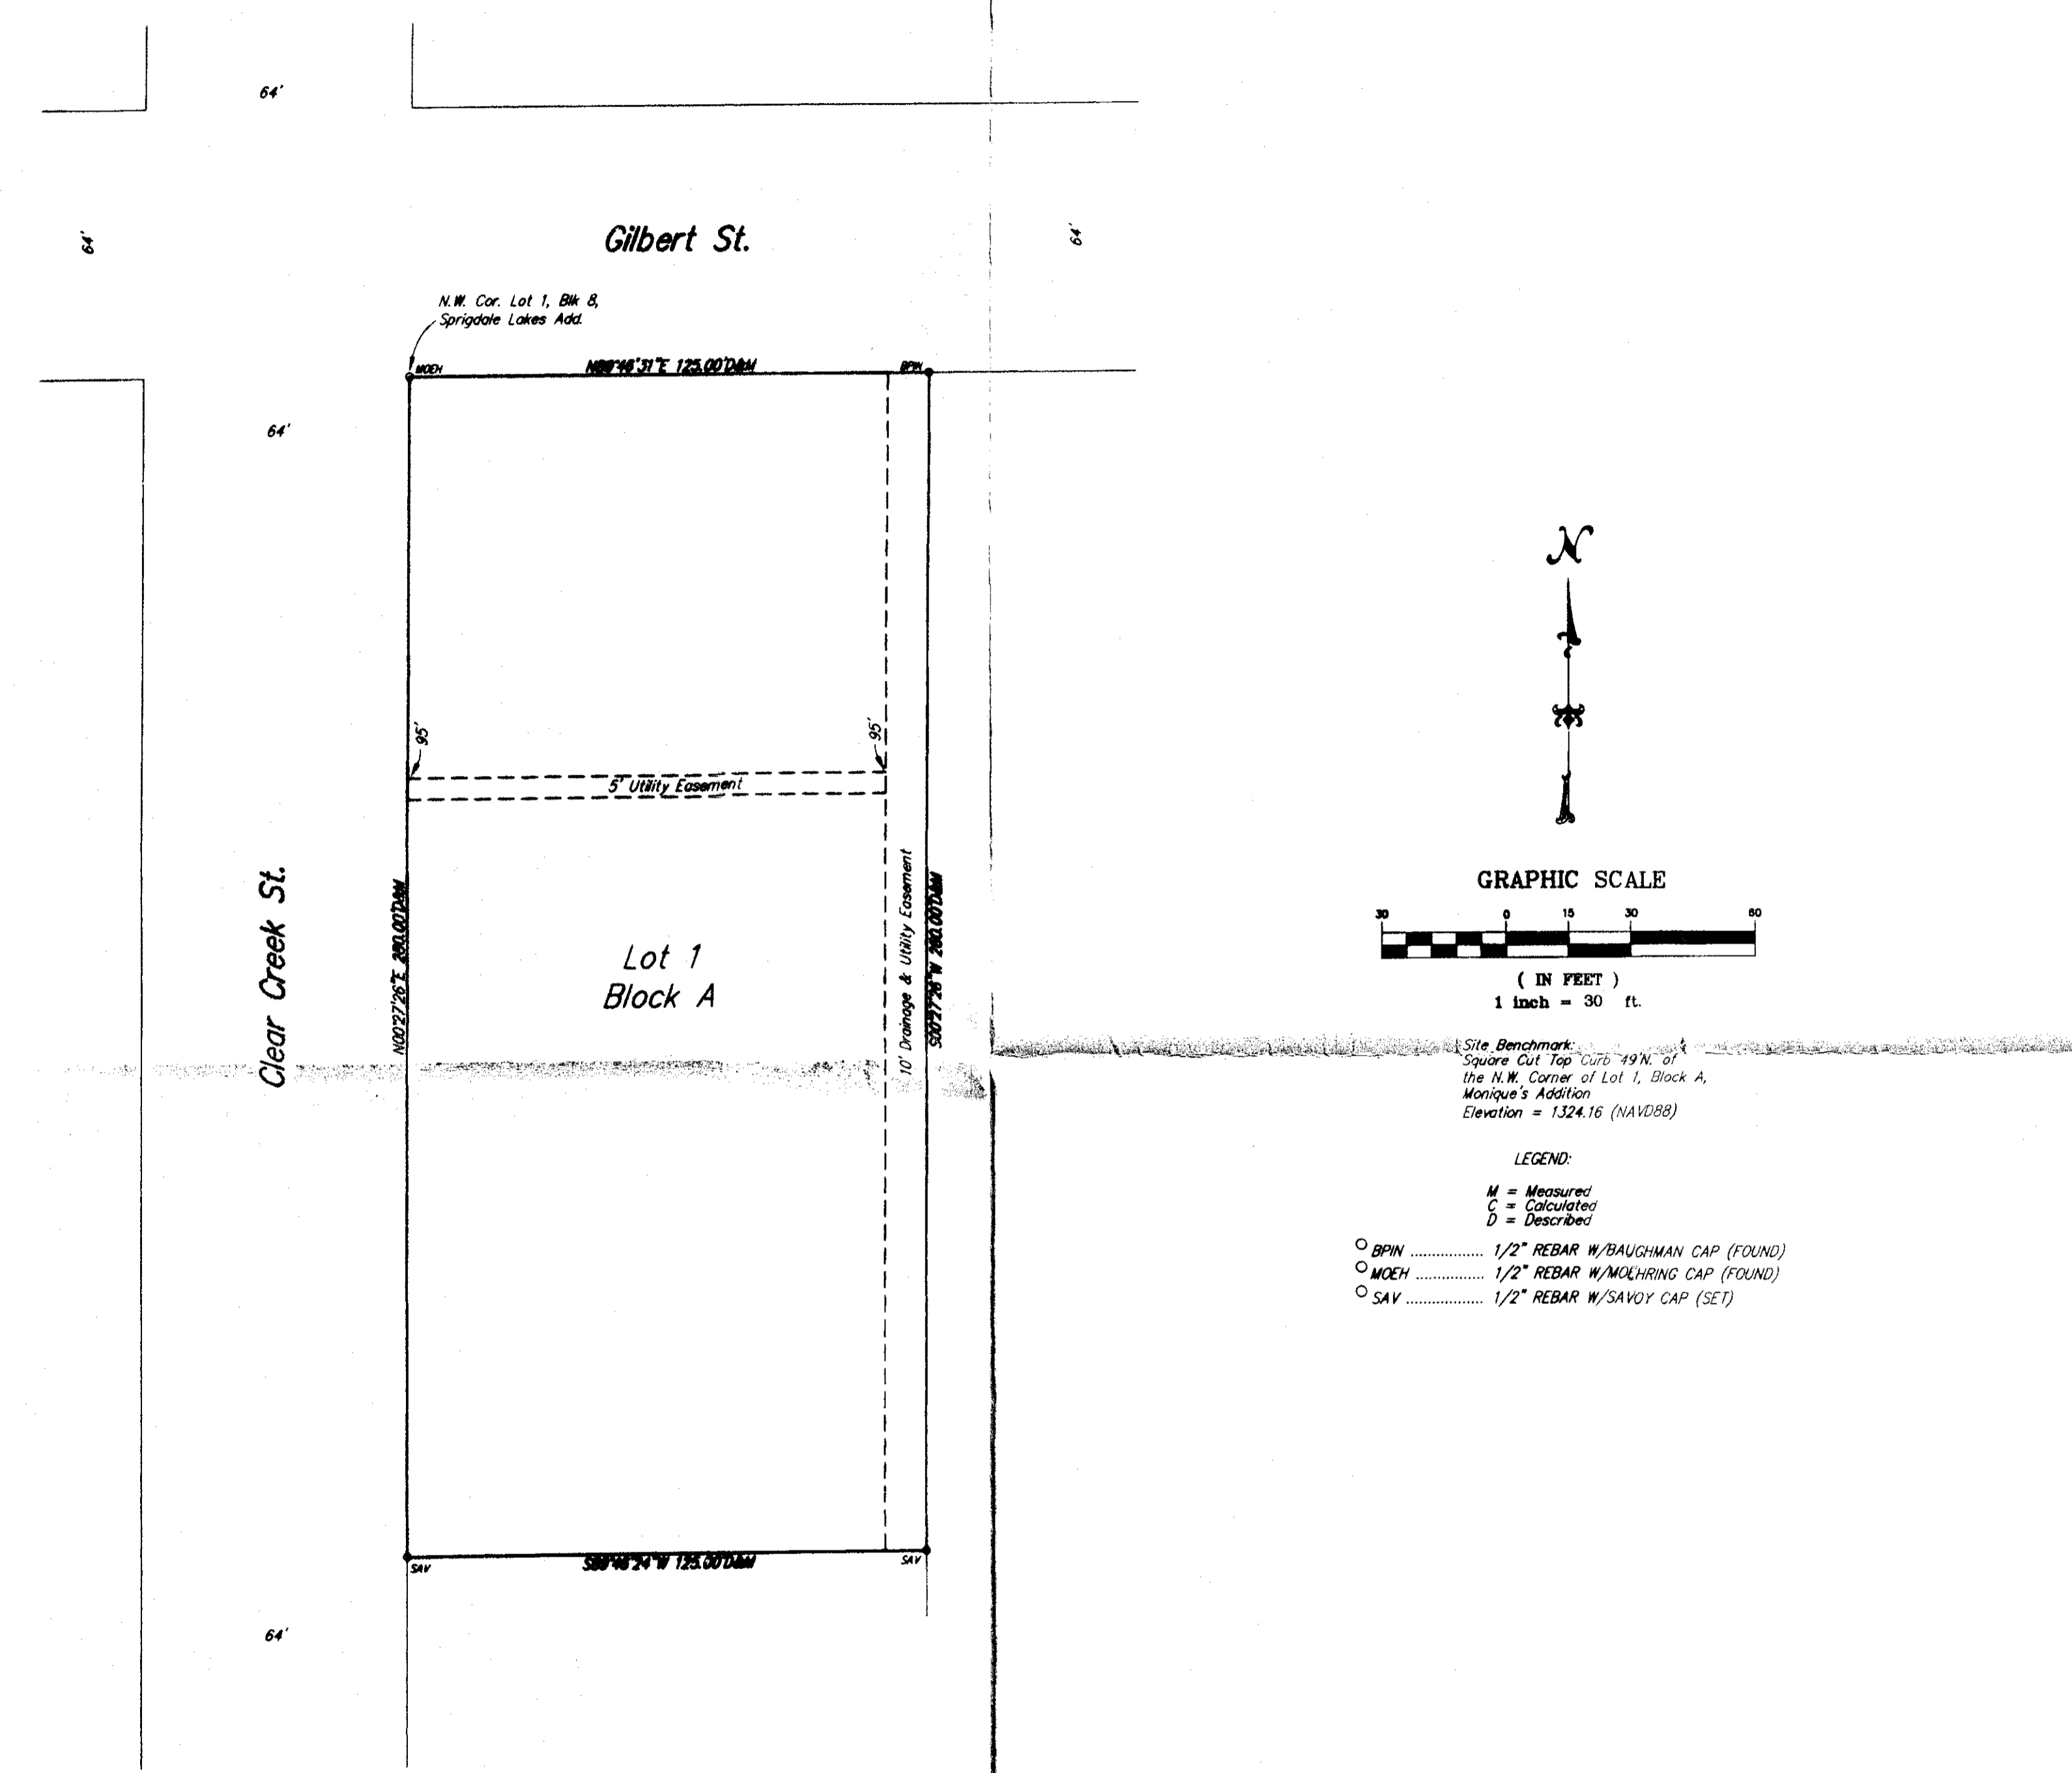 64'
64'
Gilbert St.
64'
N.W. Cor. Lot 1, Blk 8,
Sprigdale Lakes Add.
MOEH
125.00'D&M
BPIN
64'
95'
95'
5' Utility Easement
Clear Creek St.
N00°27'26"E
Lot 1
Block A
10' Drainage & Utility Easement
S00°27'26"W
SAV
125.00'D&M
SAV
64'
N
GRAPHIC SCALE
30 0 15 30 60
( IN FEET )
1 inch = 30 ft.
Site Benchmark:
Square Cut Top Curb 49'N. of
the N.W. Corner of Lot 1, Block A,
Monique's Addition
Elevation = 1324.16 (NAVD88)
LEGEND:
M = Measured
C = Calculated
D = Described
BPIN ................ 1/2" REBAR W/BAUGHMAN CAP (FOUND)
MOEH ............... 1/2" REBAR W/MOEHRING CAP (FOUND)
SAV .................. 1/2" REBAR W/SAVOY CAP (SET)